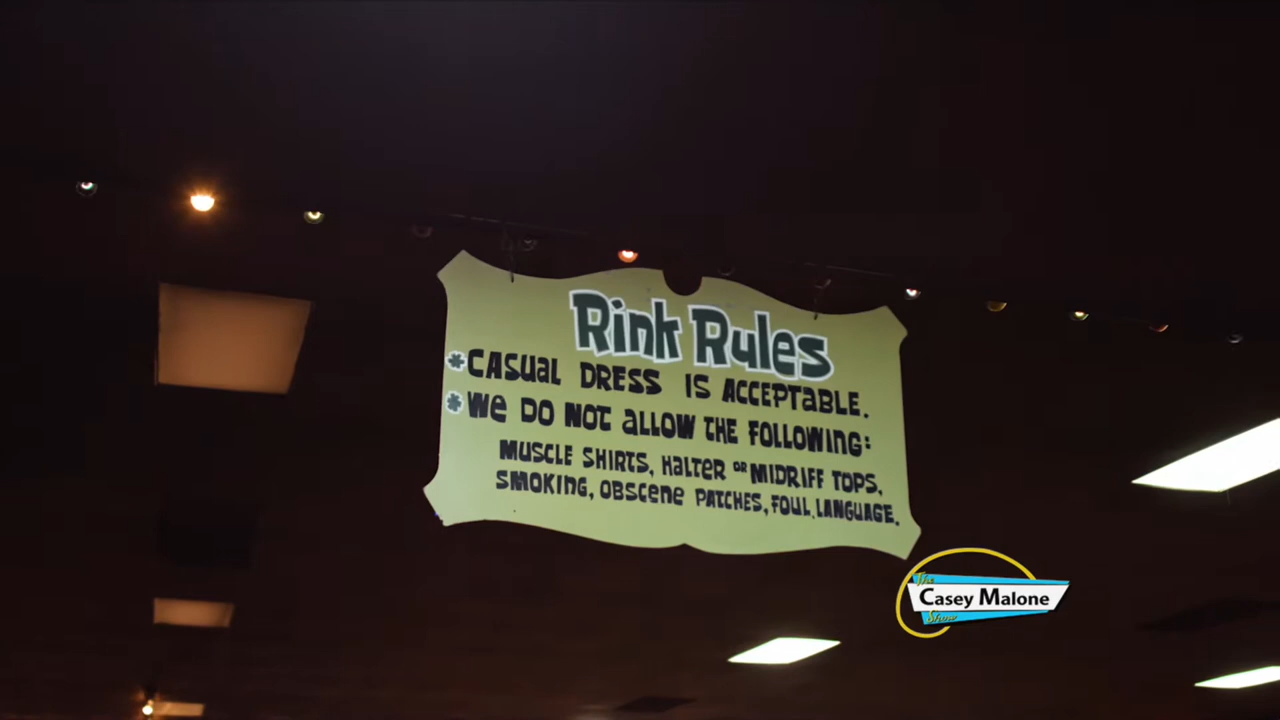 Rink Rules
*CASUAL DRESS IS ACCEPTABLE.
*WE DO NOT ALLOW THE FOLLOWING:
MUSCLE SHIRTS, HALTER OR MIDRIFF TOPS,
SMOKING, OBSCENE PATCHES, FOUL LANGUAGE.
The
Casey Malone
Show